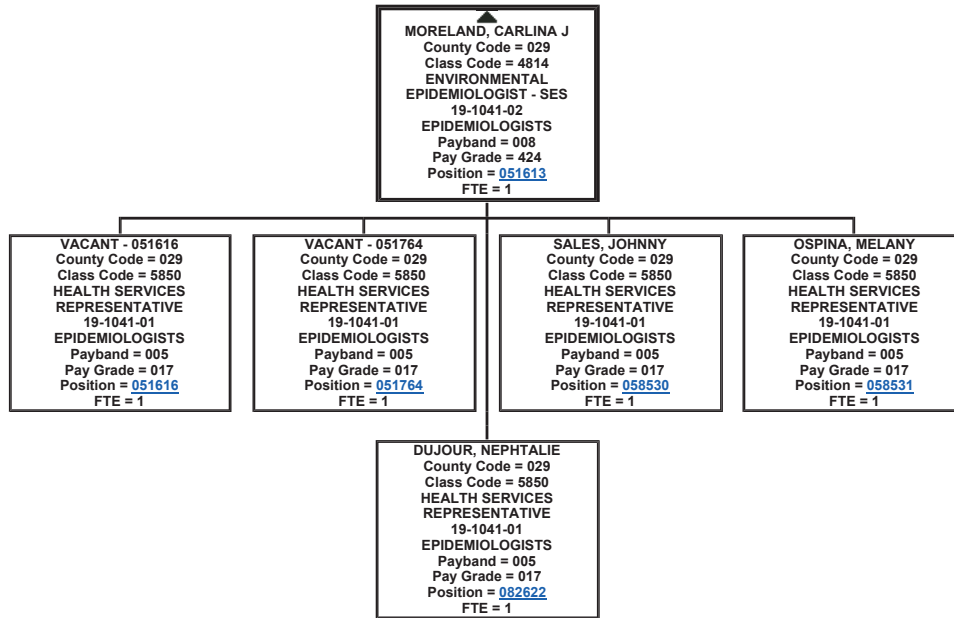 MORELAND, CARLINA J
County Code = 029
Class Code = 4814
ENVIRONMENTAL
EPIDEMIOLOGIST - SES
19-1041-02
EPIDEMIOLOGISTS
Payband = 008
Pay Grade = 424
Position = 051613
FTE = 1
VACANT - 051616
County Code = 029
Class Code = 5850
HEALTH SERVICES
REPRESENTATIVE
19-1041-01
EPIDEMIOLOGISTS
Payband = 005
Pay Grade = 017
Position = 051616
FTE = 1
VACANT - 051764
County Code = 029
Class Code = 5850
HEALTH SERVICES
REPRESENTATIVE
19-1041-01
EPIDEMIOLOGISTS
Payband = 005
Pay Grade = 017
Position = 051764
FTE = 1
SALES, JOHNNY
County Code = 029
Class Code = 5850
HEALTH SERVICES
REPRESENTATIVE
19-1041-01
EPIDEMIOLOGISTS
Payband = 005
Pay Grade = 017
Position = 058530
FTE = 1
OSPINA, MELANY
County Code = 029
Class Code = 5850
HEALTH SERVICES
REPRESENTATIVE
19-1041-01
EPIDEMIOLOGISTS
Payband = 005
Pay Grade = 017
Position = 058531
FTE = 1
DUJOUR, NEPHTALIE
County Code = 029
Class Code = 5850
HEALTH SERVICES
REPRESENTATIVE
19-1041-01
EPIDEMIOLOGISTS
Payband = 005
Pay Grade = 017
Position = 082622
FTE = 1